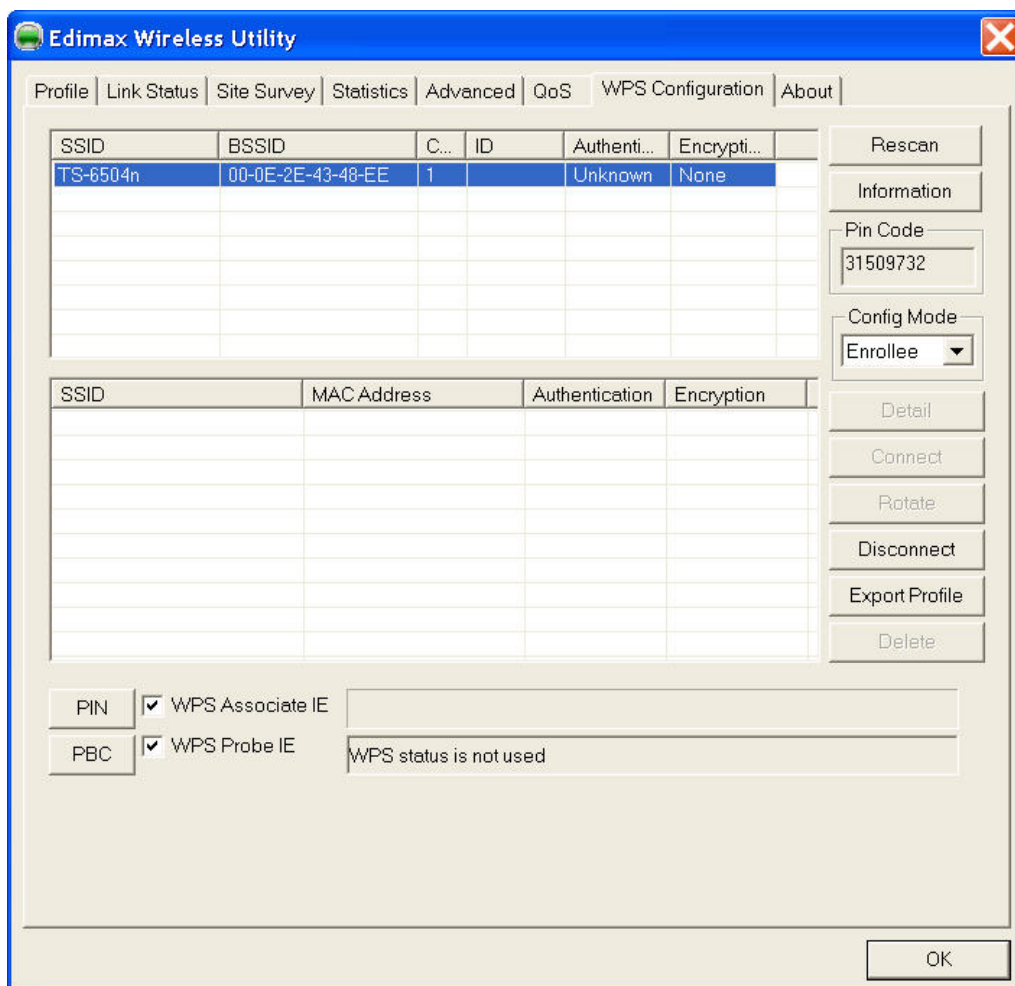 Edimax Wireless Utility
Profile Link Status Site Survey Statistics Advanced QoS WPS Configuration About
SSID BSSID C... ID Authenti... Encrypti...
TS-6504n 00-0E-2E-43-48-EE 1 Unknown None
Rescan
Information
Pin Code
31509732
Config Mode
Enrollee
SSID MAC Address Authentication Encryption
Detail
Connect
Rotate
Disconnect
Export Profile
Delete
PIN WPS Associate IE
PBC WPS Probe IE WPS status is not used
OK